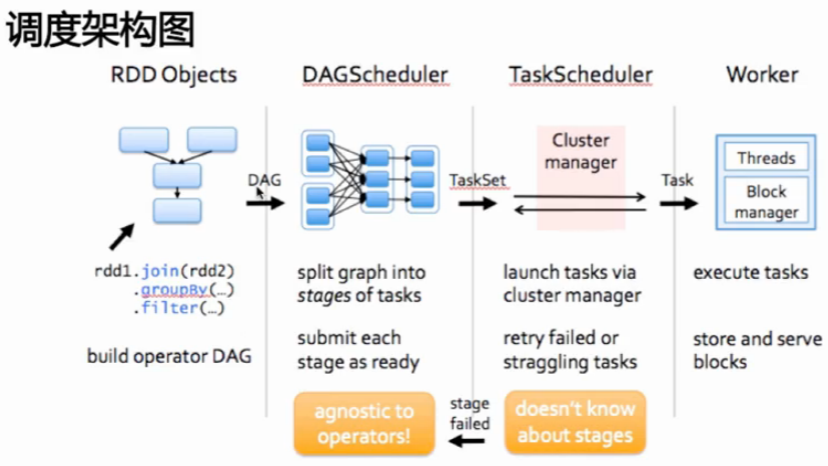 调度架构图
RDD Objects
DAGScheduler
TaskScheduler
Worker
DAG
TaskSet
Cluster
manager
Task
Threads
Block
manager
rdd1.join(rdd2)
.groupBy(…)
.filter(…)
build operator DAG
split graph into
stages of tasks
submit each
stage as ready
launch tasks via
cluster manager
retry failed or
straggling tasks
execute tasks
store and serve
blocks
agnostic to
operators!
stage
failed
doesn't know
about stages